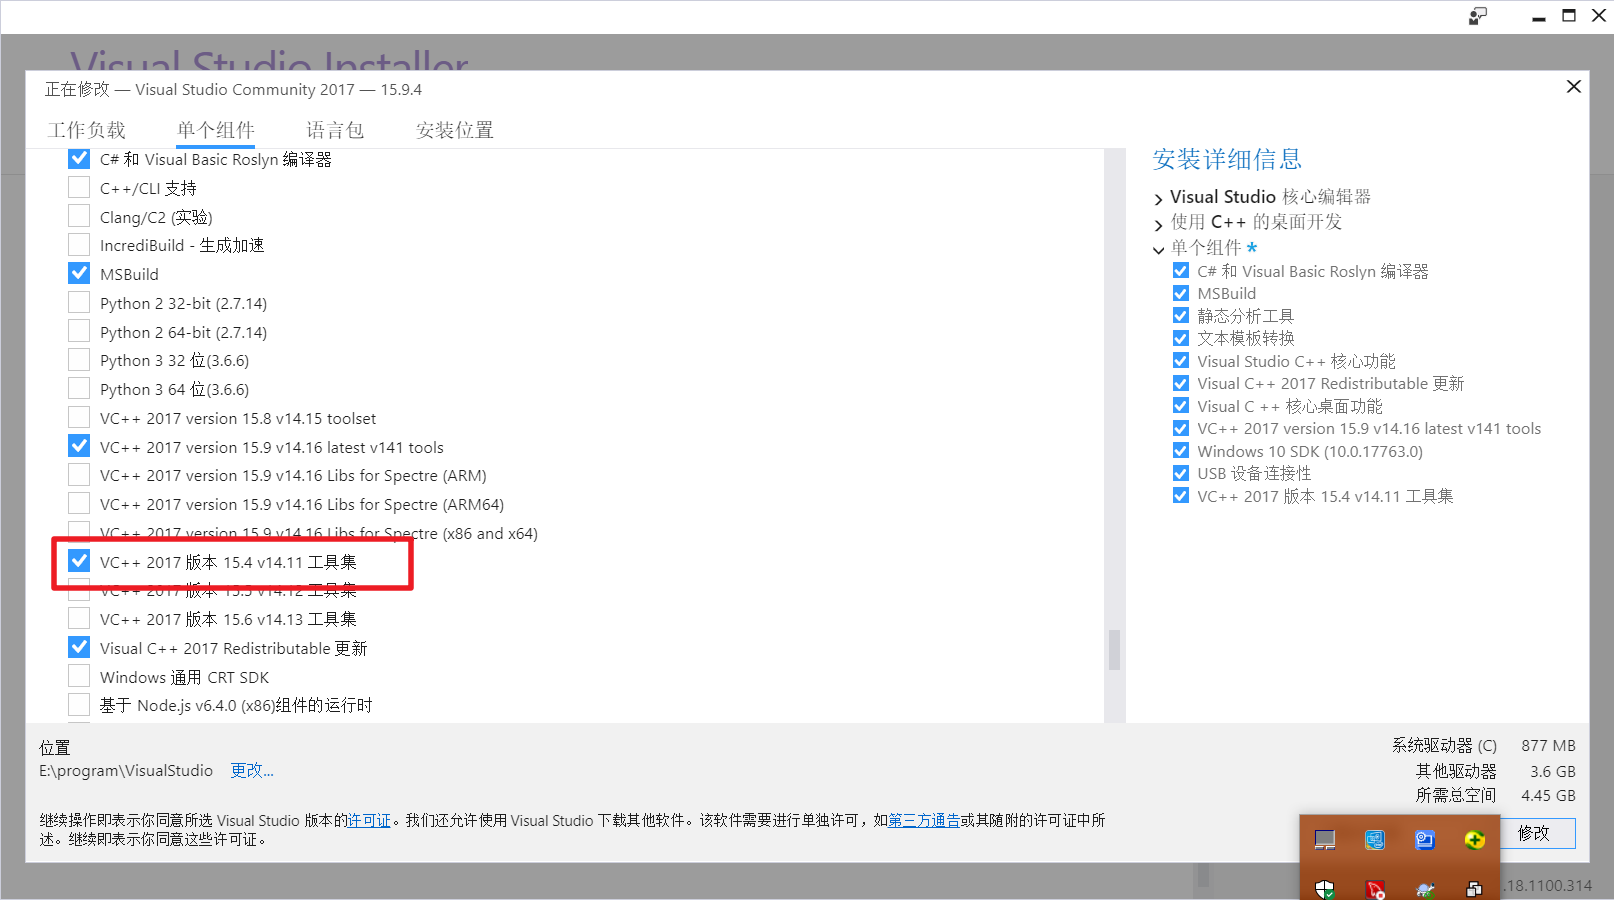 Visual Studio Installer
正在修改 — Visual Studio Community 2017 — 15.9.4
工作负载 单个组件 语言包 安装位置
C# 和 Visual Basic Roslyn 编译器
C++/CLI 支持
Clang/C2 (实验)
IncrediBuild - 生成加速
MSBuild
Python 2 32-bit (2.7.14)
Python 2 64-bit (2.7.14)
Python 3 32 位(3.6.6)
Python 3 64 位(3.6.6)
VC++ 2017 version 15.8 v14.15 toolset
VC++ 2017 version 15.9 v14.16 latest v141 tools
VC++ 2017 version 15.9 v14.16 Libs for Spectre (ARM)
VC++ 2017 version 15.9 v14.16 Libs for Spectre (ARM64)
VC++ 2017 version 15.9 v14.16 Libs for Spectre (x86 and x64)
VC++ 2017 版本 15.4 v14.11 工具集
VC++ 2017 版本 15.5 v14.12 工具集
VC++ 2017 版本 15.6 v14.13 工具集
Visual C++ 2017 Redistributable 更新
Windows 通用 CRT SDK
基于 Node.js v6.4.0 (x86)组件的运行时
安装详细信息
Visual Studio 核心编辑器
使用 C++ 的桌面开发
单个组件 *
C# 和 Visual Basic Roslyn 编译器
MSBuild
静态分析工具
文本模板转换
Visual Studio C++ 核心功能
Visual C++ 2017 Redistributable 更新
Visual C ++ 核心桌面功能
VC++ 2017 version 15.9 v14.16 latest v141 tools
Windows 10 SDK (10.0.17763.0)
USB 设备连接性
VC++ 2017 版本 15.4 v14.11 工具集
位置
E:\program\VisualStudio 更改...
继续操作即表示你同意所选 Visual Studio 版本的许可证。我们还允许使用 Visual Studio 下载其他软件。该软件需要进行单独许可，如第三方通告或其随附的许可证中所
述。继续即表示你同意这些许可证。
系统驱动器 (C) 877 MB
其他驱动器 3.6 GB
所需总空间 4.45 GB
修改
.18.1100.314